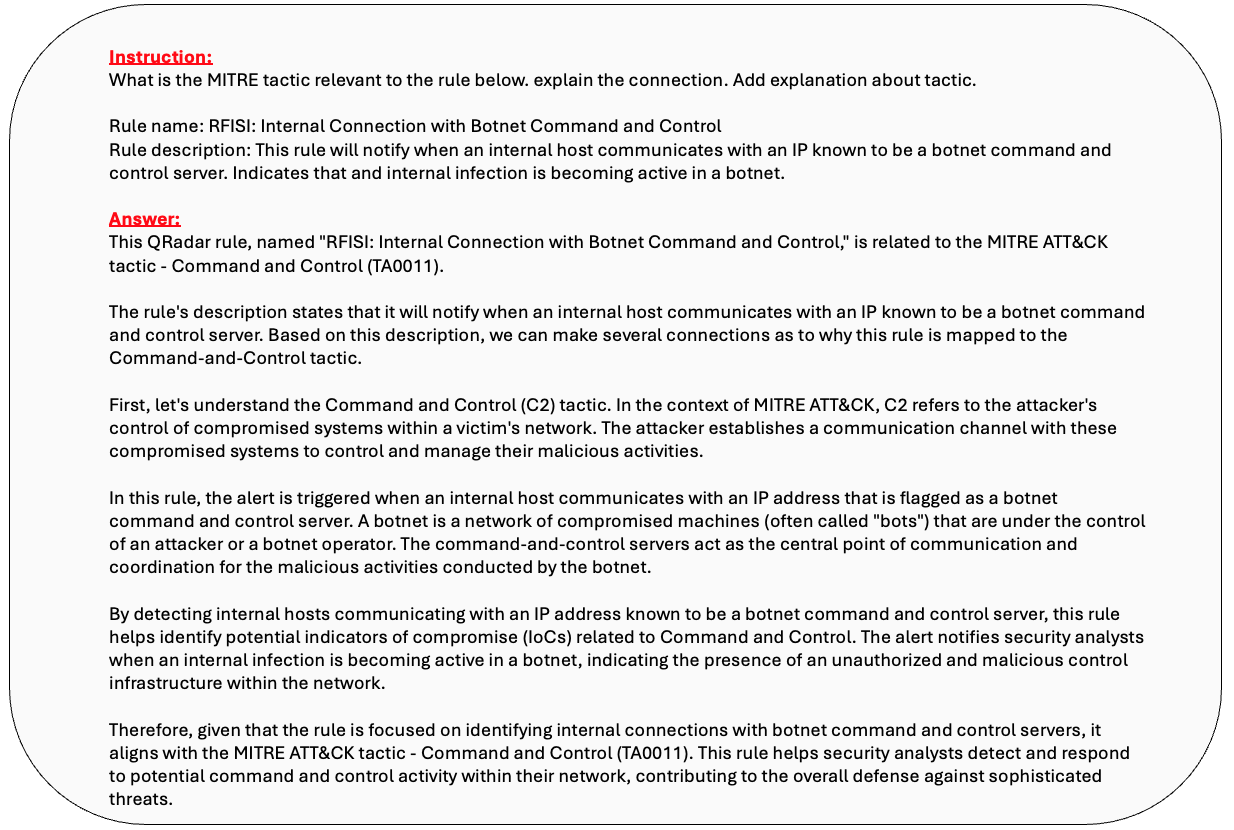 Instruction:
What is the MITRE tactic relevant to the rule below. explain the connection. Add explanation about tactic.
Rule name: RFISI: Internal Connection with Botnet Command and Control
Rule description: This rule will notify when an internal host communicates with an IP known to be a botnet command and
control server. Indicates that and internal infection is becoming active in a botnet.
Answer:
This QRadar rule, named "RFISI: Internal Connection with Botnet Command and Control," is related to the MITRE ATT&CK
tactic - Command and Control (TA0011).
The rule's description states that it will notify when an internal host communicates with an IP known to be a botnet command
and control server. Based on this description, we can make several connections as to why this rule is mapped to the
Command-and-Control tactic.
First, let's understand the Command and Control (C2) tactic. In the context of MITRE ATT&CK, C2 refers to the attacker's
control of compromised systems within a victim's network. The attacker establishes a communication channel with these
compromised systems to control and manage their malicious activities.
In this rule, the alert is triggered when an internal host communicates with an IP address that is flagged as a botnet
command and control server. A botnet is a network of compromised machines (often called "bots") that are under the control
of an attacker or a botnet operator. The command-and-control servers act as the central point of communication and
coordination for the malicious activities conducted by the botnet.
By detecting internal hosts communicating with an IP address known to be a botnet command and control server, this rule
helps identify potential indicators of compromise (IoCs) related to Command and Control. The alert notifies security analysts
when an internal infection is becoming active in a botnet, indicating the presence of an unauthorized and malicious control
infrastructure within the network.
Therefore, given that the rule is focused on identifying internal connections with botnet command and control servers, it
aligns with the MITRE ATT&CK tactic - Command and Control (TA0011). This rule helps security analysts detect and respond
to potential command and control activity within their network, contributing to the overall defense against sophisticated
threats.